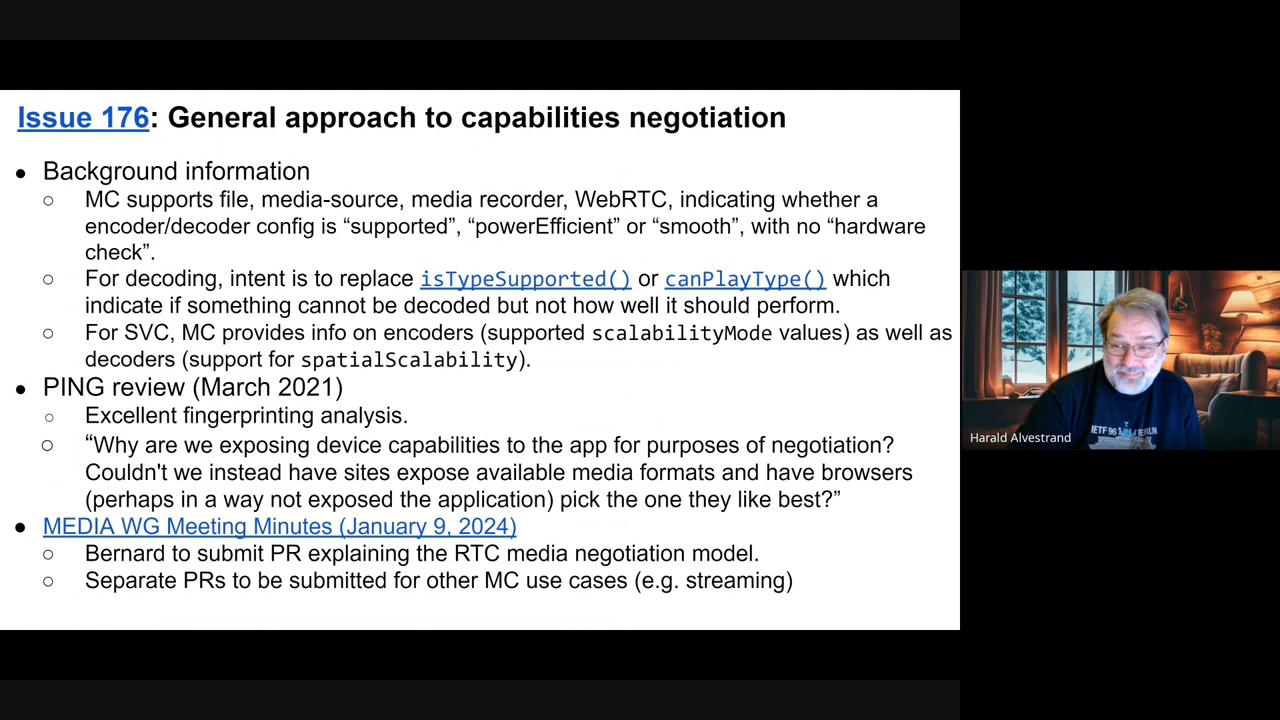 Issue 176: General approach to capabilities negotiation
● Background information
○ MC supports file, media-source, media recorder, WebRTC, indicating whether a
encoder/decoder config is “supported”, “powerEfficient” or “smooth”, with no “hardware
check”.
○ For decoding, intent is to replace isTypeSupported() or canPlayType() which
indicate if something cannot be decoded but not how well it should perform.
○ For SVC, MC provides info on encoders (supported scalabilityMode values) as well as
decoders (support for spatialScalability).
● PING review (March 2021)
○ Excellent fingerprinting analysis.
○ “Why are we exposing device capabilities to the app for purposes of negotiation?
Couldn't we instead have sites expose available media formats and have browsers
(perhaps in a way not exposed the application) pick the one they like best?”
● MEDIA WG Meeting Minutes (January 9, 2024)
○ Bernard to submit PR explaining the RTC media negotiation model.
○ Separate PRs to be submitted for other MC use cases (e.g. streaming)
IETF 96
Harald Alvestrand